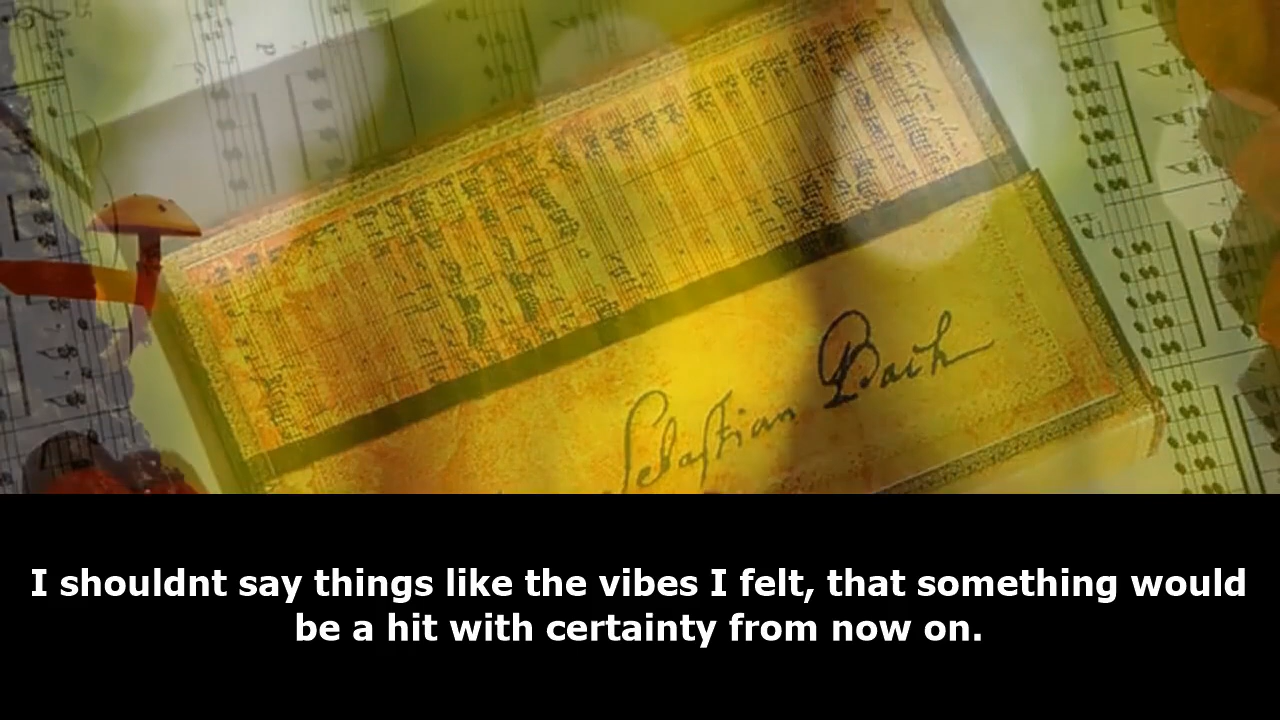 Sebastian Bach
I shouldnt say things like the vibes I felt, that something would
be a hit with certainty from now on.